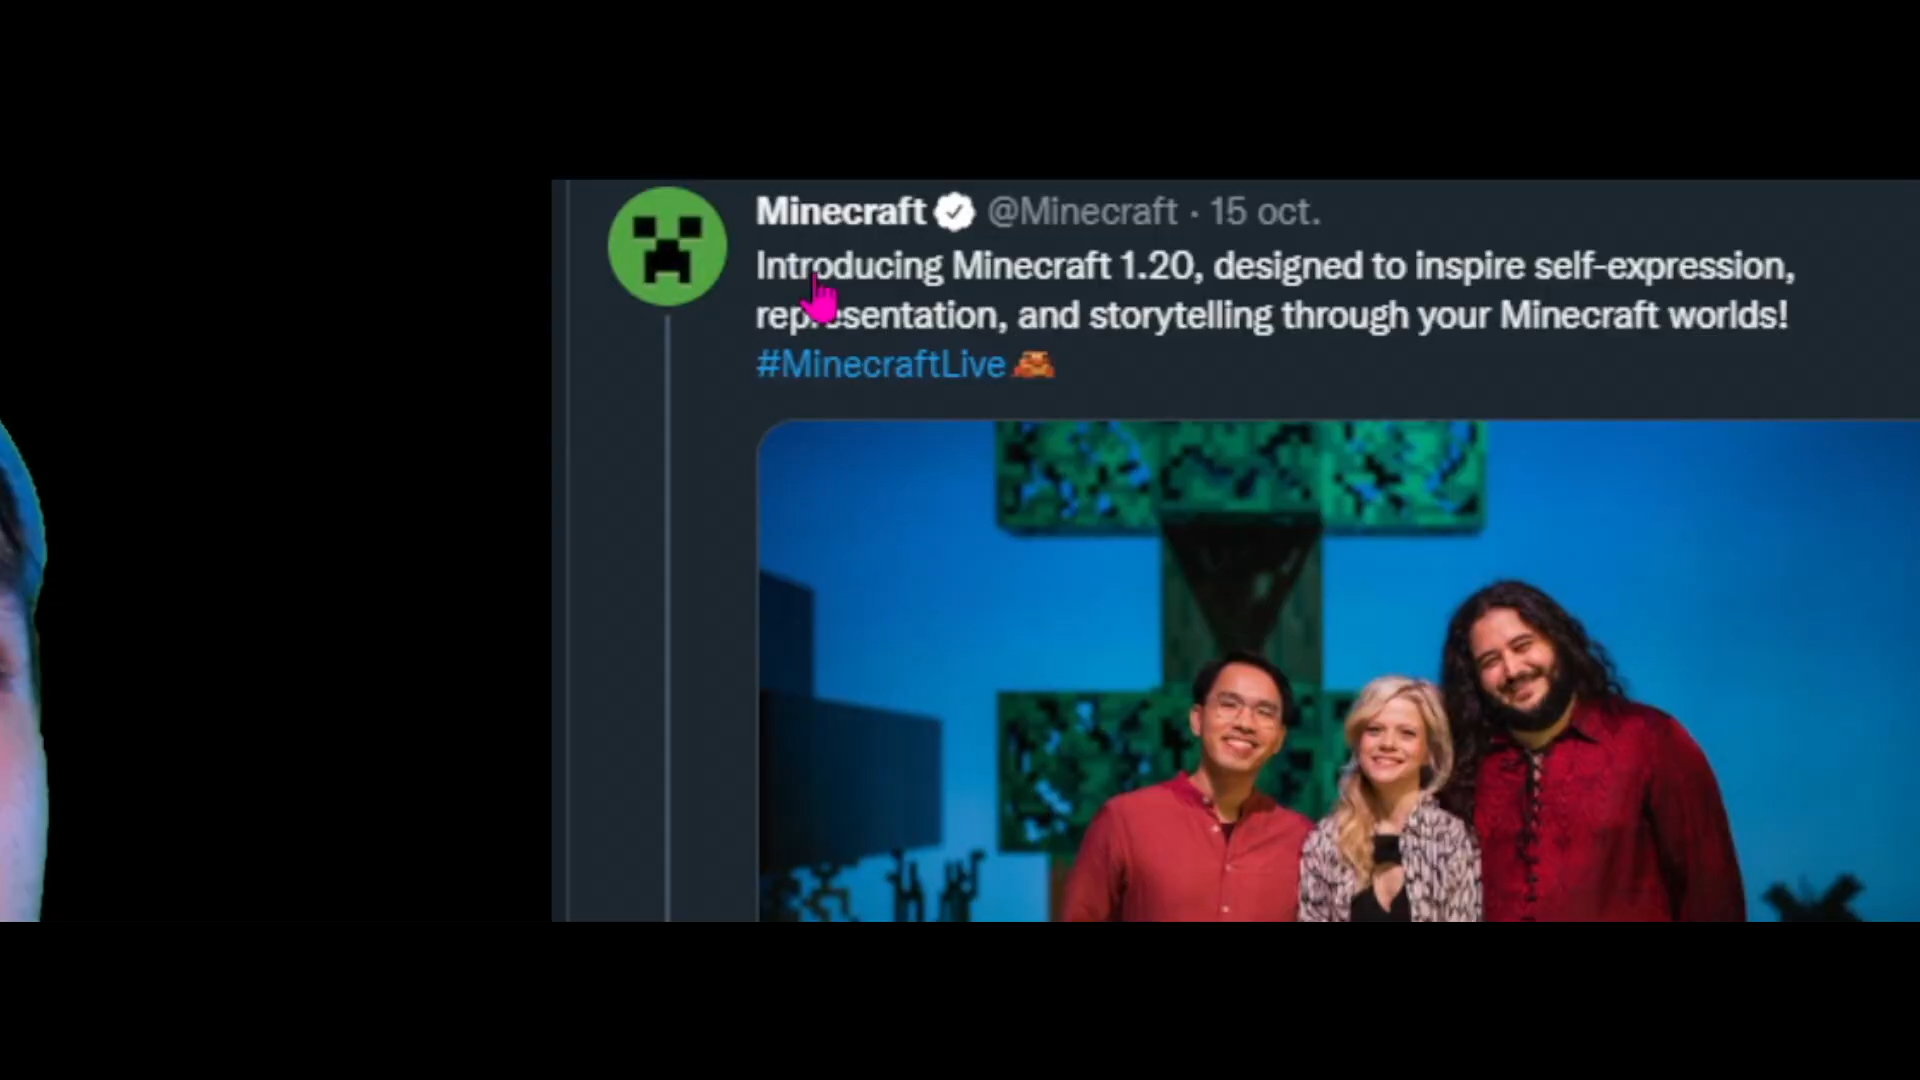 Minecraft @Minecraft · 15 oct.
Introducing Minecraft 1.20, designed to inspire self-expression,
representation, and storytelling through your Minecraft worlds!
#MinecraftLive